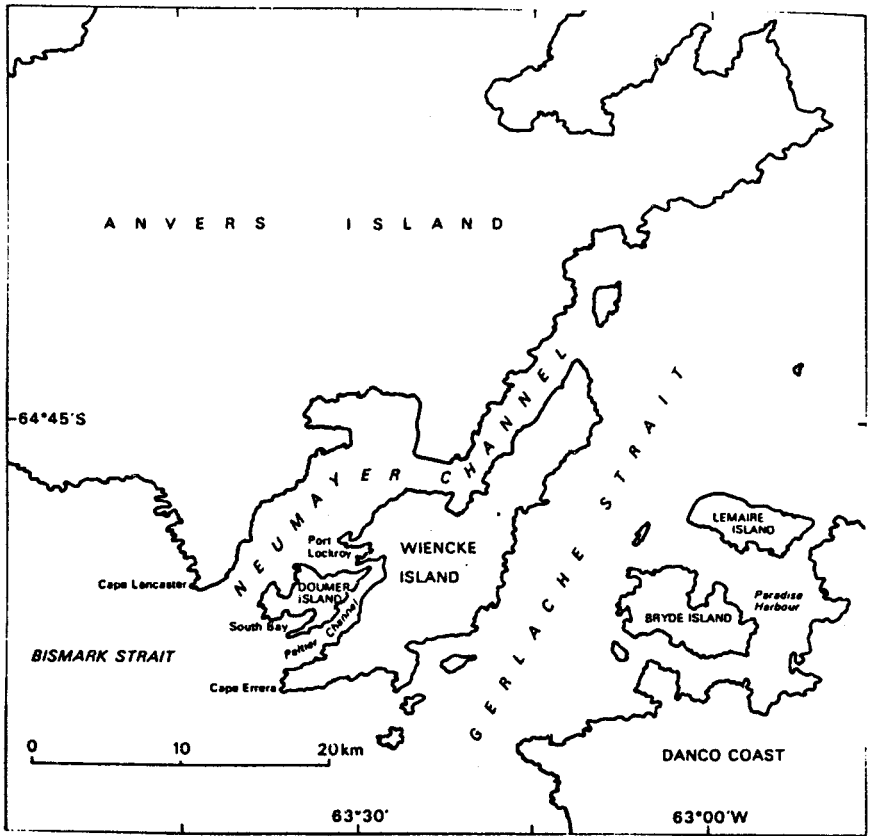 ANVERS ISLAND
64°45'S
NEUMAYER CHANNEL
GERLACHE STRAIT
LEMAIRE
ISLAND
Port
Lockroy
WIENCKE
ISLAND
Cape Lancaster
DOUMER
ISLAND
Paradise
Harbour
BRYDE ISLAND
South Bay
Peltier Channel
BISMARK STRAIT
Cape Errera
0 10 20 km
DANCO COAST
63°30'
63°00'W